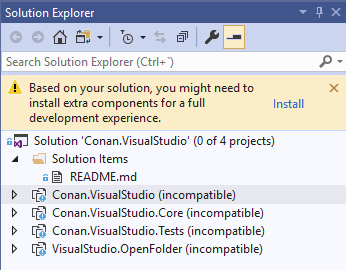 Solution Explorer
Search Solution Explorer (Ctrl+`)
Based on your solution, you might need to
install extra components for a full
development experience.
Install
Solution 'Conan.VisualStudio' (0 of 4 projects)
Solution Items
README.md
Conan.VisualStudio (incompatible)
Conan.VisualStudio.Core (incompatible)
Conan.VisualStudio.Tests (incompatible)
VisualStudio.OpenFolder (incompatible)